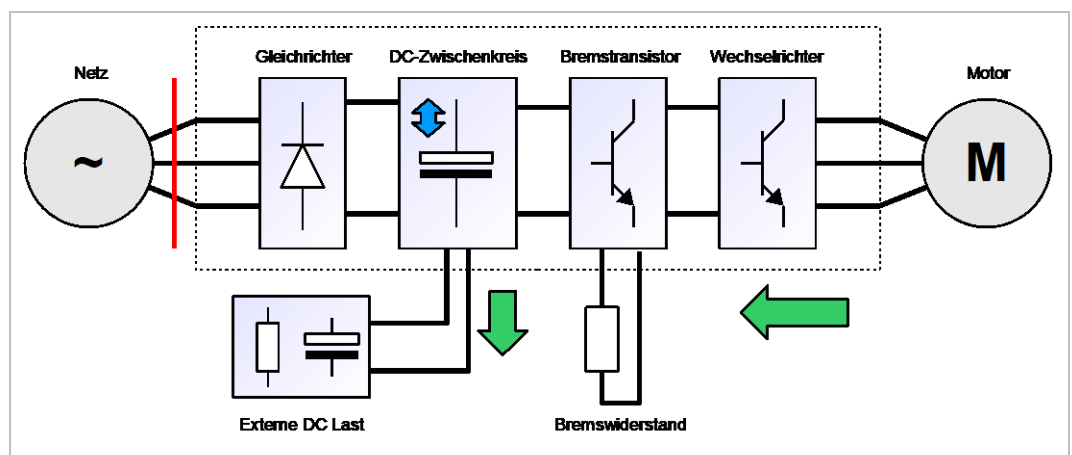 Gleichrichter DC-Zwischenkreis Bremstransistor Wechselrichter
Netz Motor
~ M
Externe DC Last Bremswiderstand